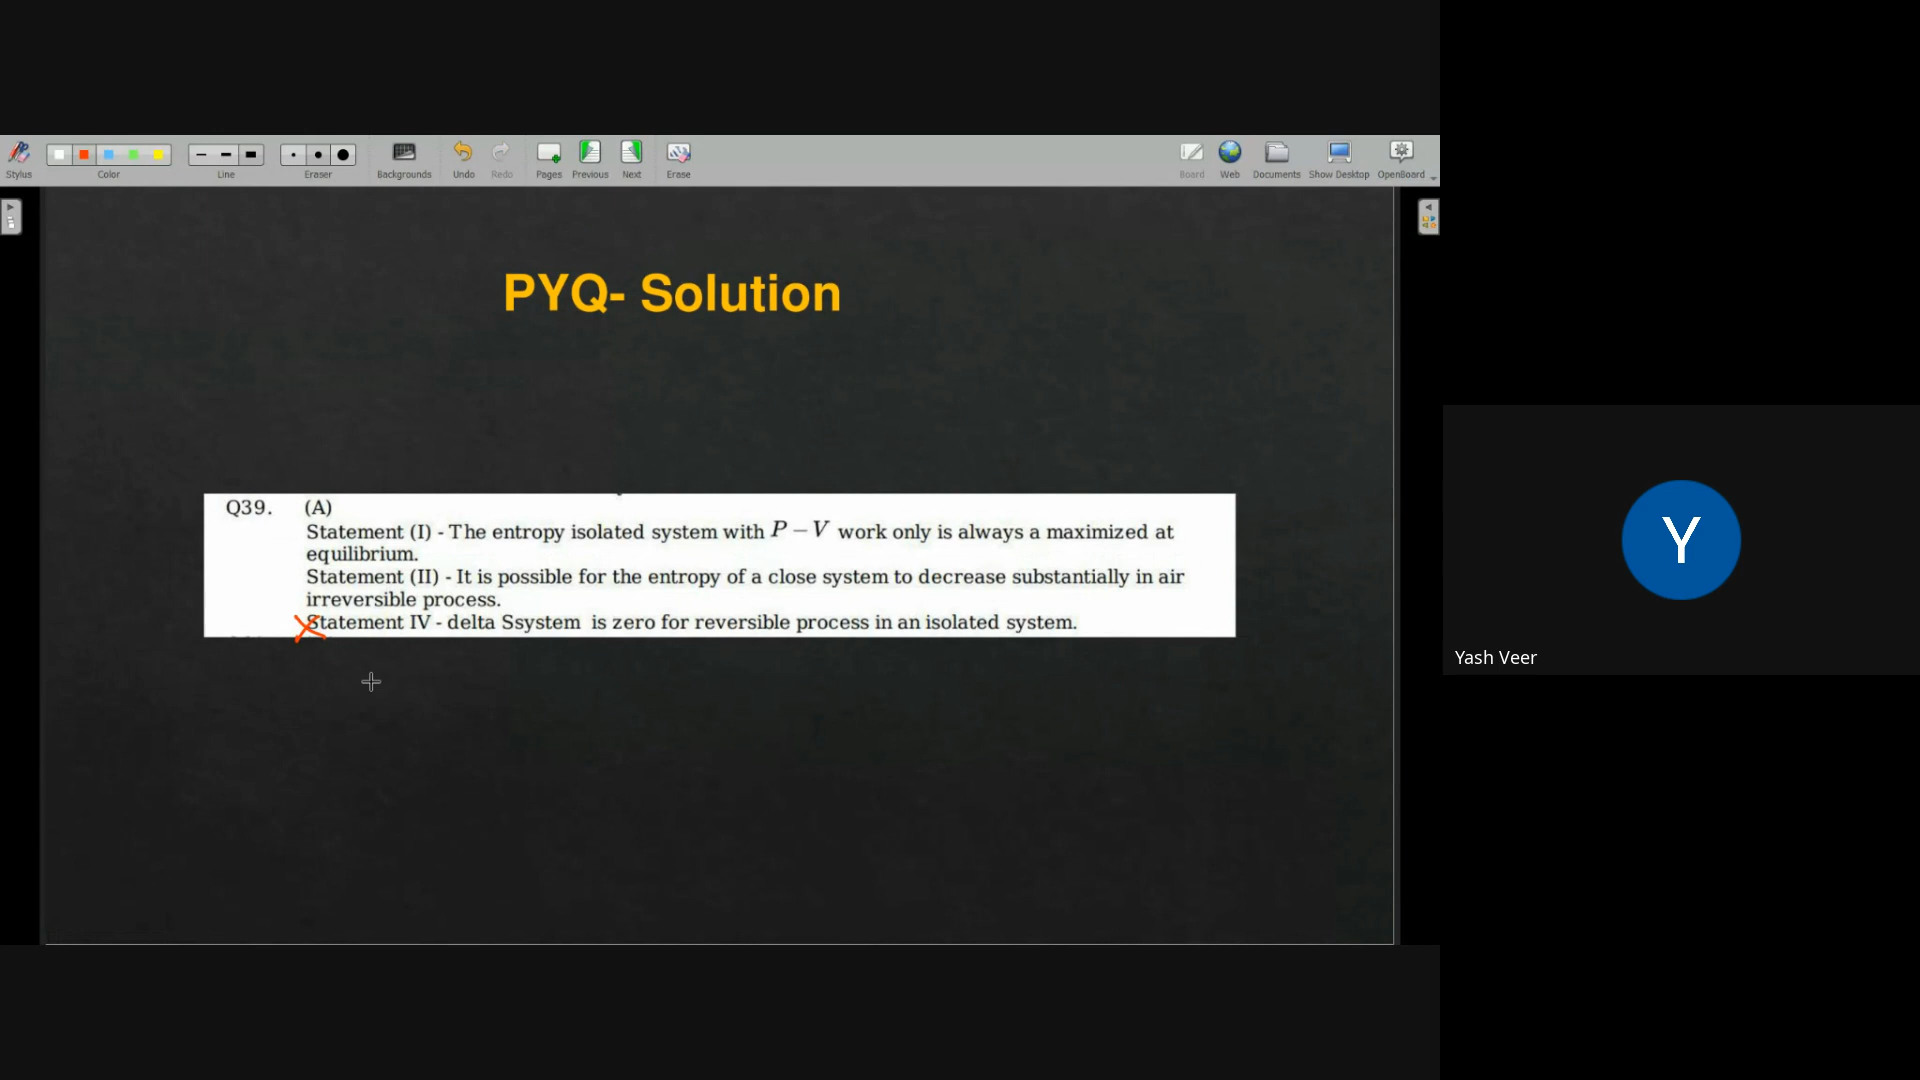 Stylus
Color
Line
Eraser
Backgrounds
Undo
Redo
Pages
Previous
Next
Erase
Board
Web
Documents
Show Desktop
OpenBoard
PYQ- Solution
Q39. (A)
Statement (I) - The entropy isolated system with P − V work only is always a maximized at
equilibrium.
Statement (II) - It is possible for the entropy of a close system to decrease substantially in air
irreversible process.
Statement IV - delta Ssystem is zero for reversible process in an isolated system.
Y
Yash Veer